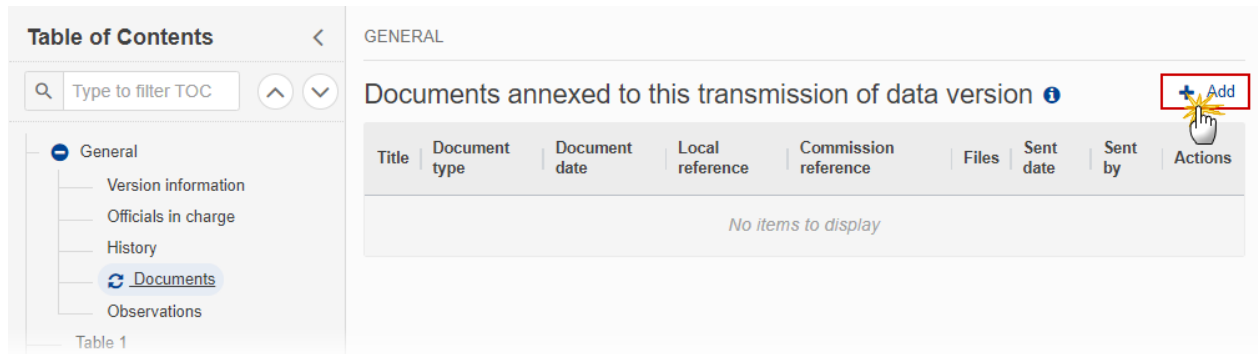 Table of Contents
Type to filter TOC
General
Version information
Officials in charge
History
Documents
Observations
Table 1
GENERAL
Documents annexed to this transmission of data version
Add
Title Document type Document date Local reference Commission reference Files Sent date Sent by Actions
No items to display